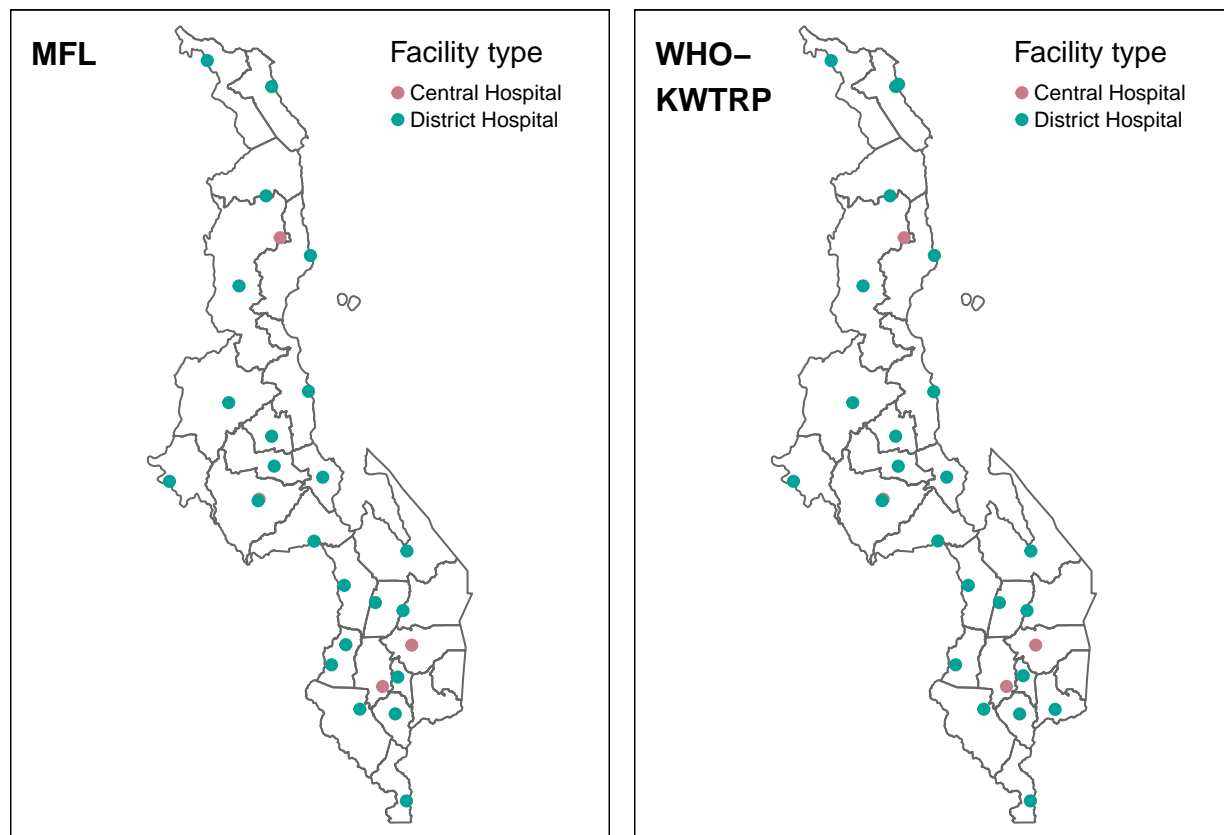 MFL
Facility type
Central Hospital
District Hospital
WHO–
KWTRP
Facility type
Central Hospital
District Hospital